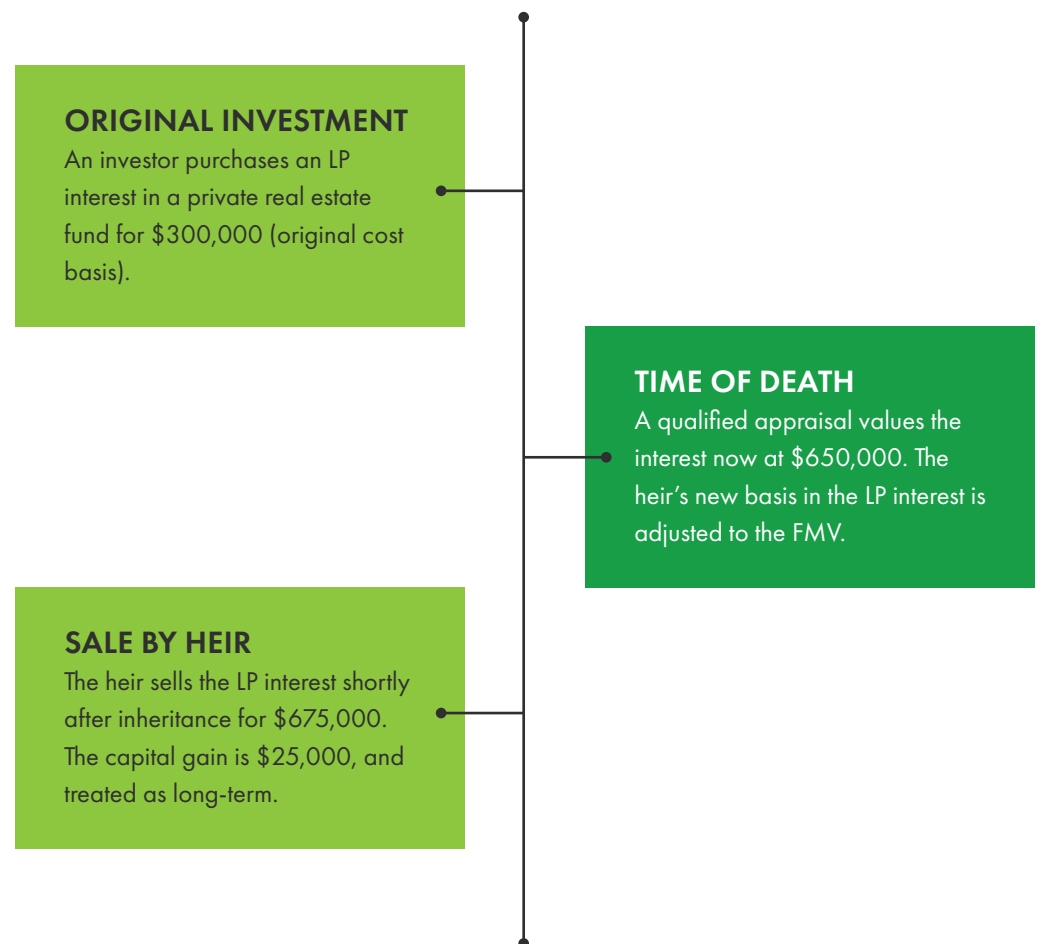 ORIGINAL INVESTMENT
An investor purchases an LP
interest in a private real estate
fund for $300,000 (original cost
basis).
TIME OF DEATH
A qualified appraisal values the
interest now at $650,000. The
heir’s new basis in the LP interest is
adjusted to the FMV.
SALE BY HEIR
The heir sells the LP interest shortly
after inheritance for $675,000.
The capital gain is $25,000, and
treated as long-term.